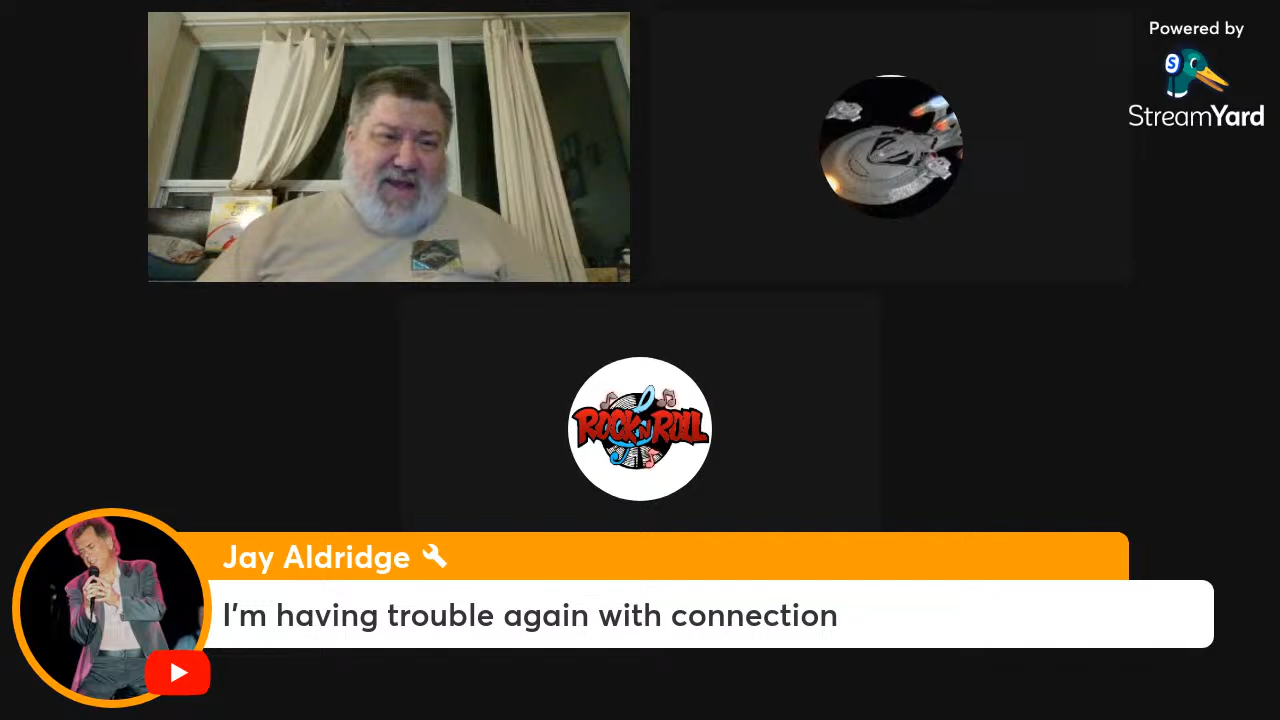 Powered by
StreamYard
ROCK N ROLL
Jay Aldridge
I'm having trouble again with connection